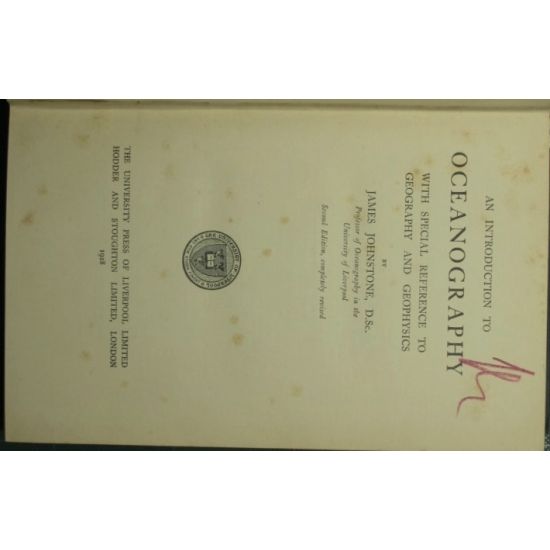 AN INTRODUCTION TO
OCEANOGRAPHY
WITH SPECIAL REFERENCE TO
GEOGRAPHY AND GEOPHYSICS
BY
JAMES JOHNSTONE, D.Sc.
Professor of Oceanography in the
University of Liverpool
Second Edition, completely revised
THE UNIVERSITY PRESS OF LIVERPOOL LIMITED
HODDER AND STOUGHTON LIMITED, LONDON
1928